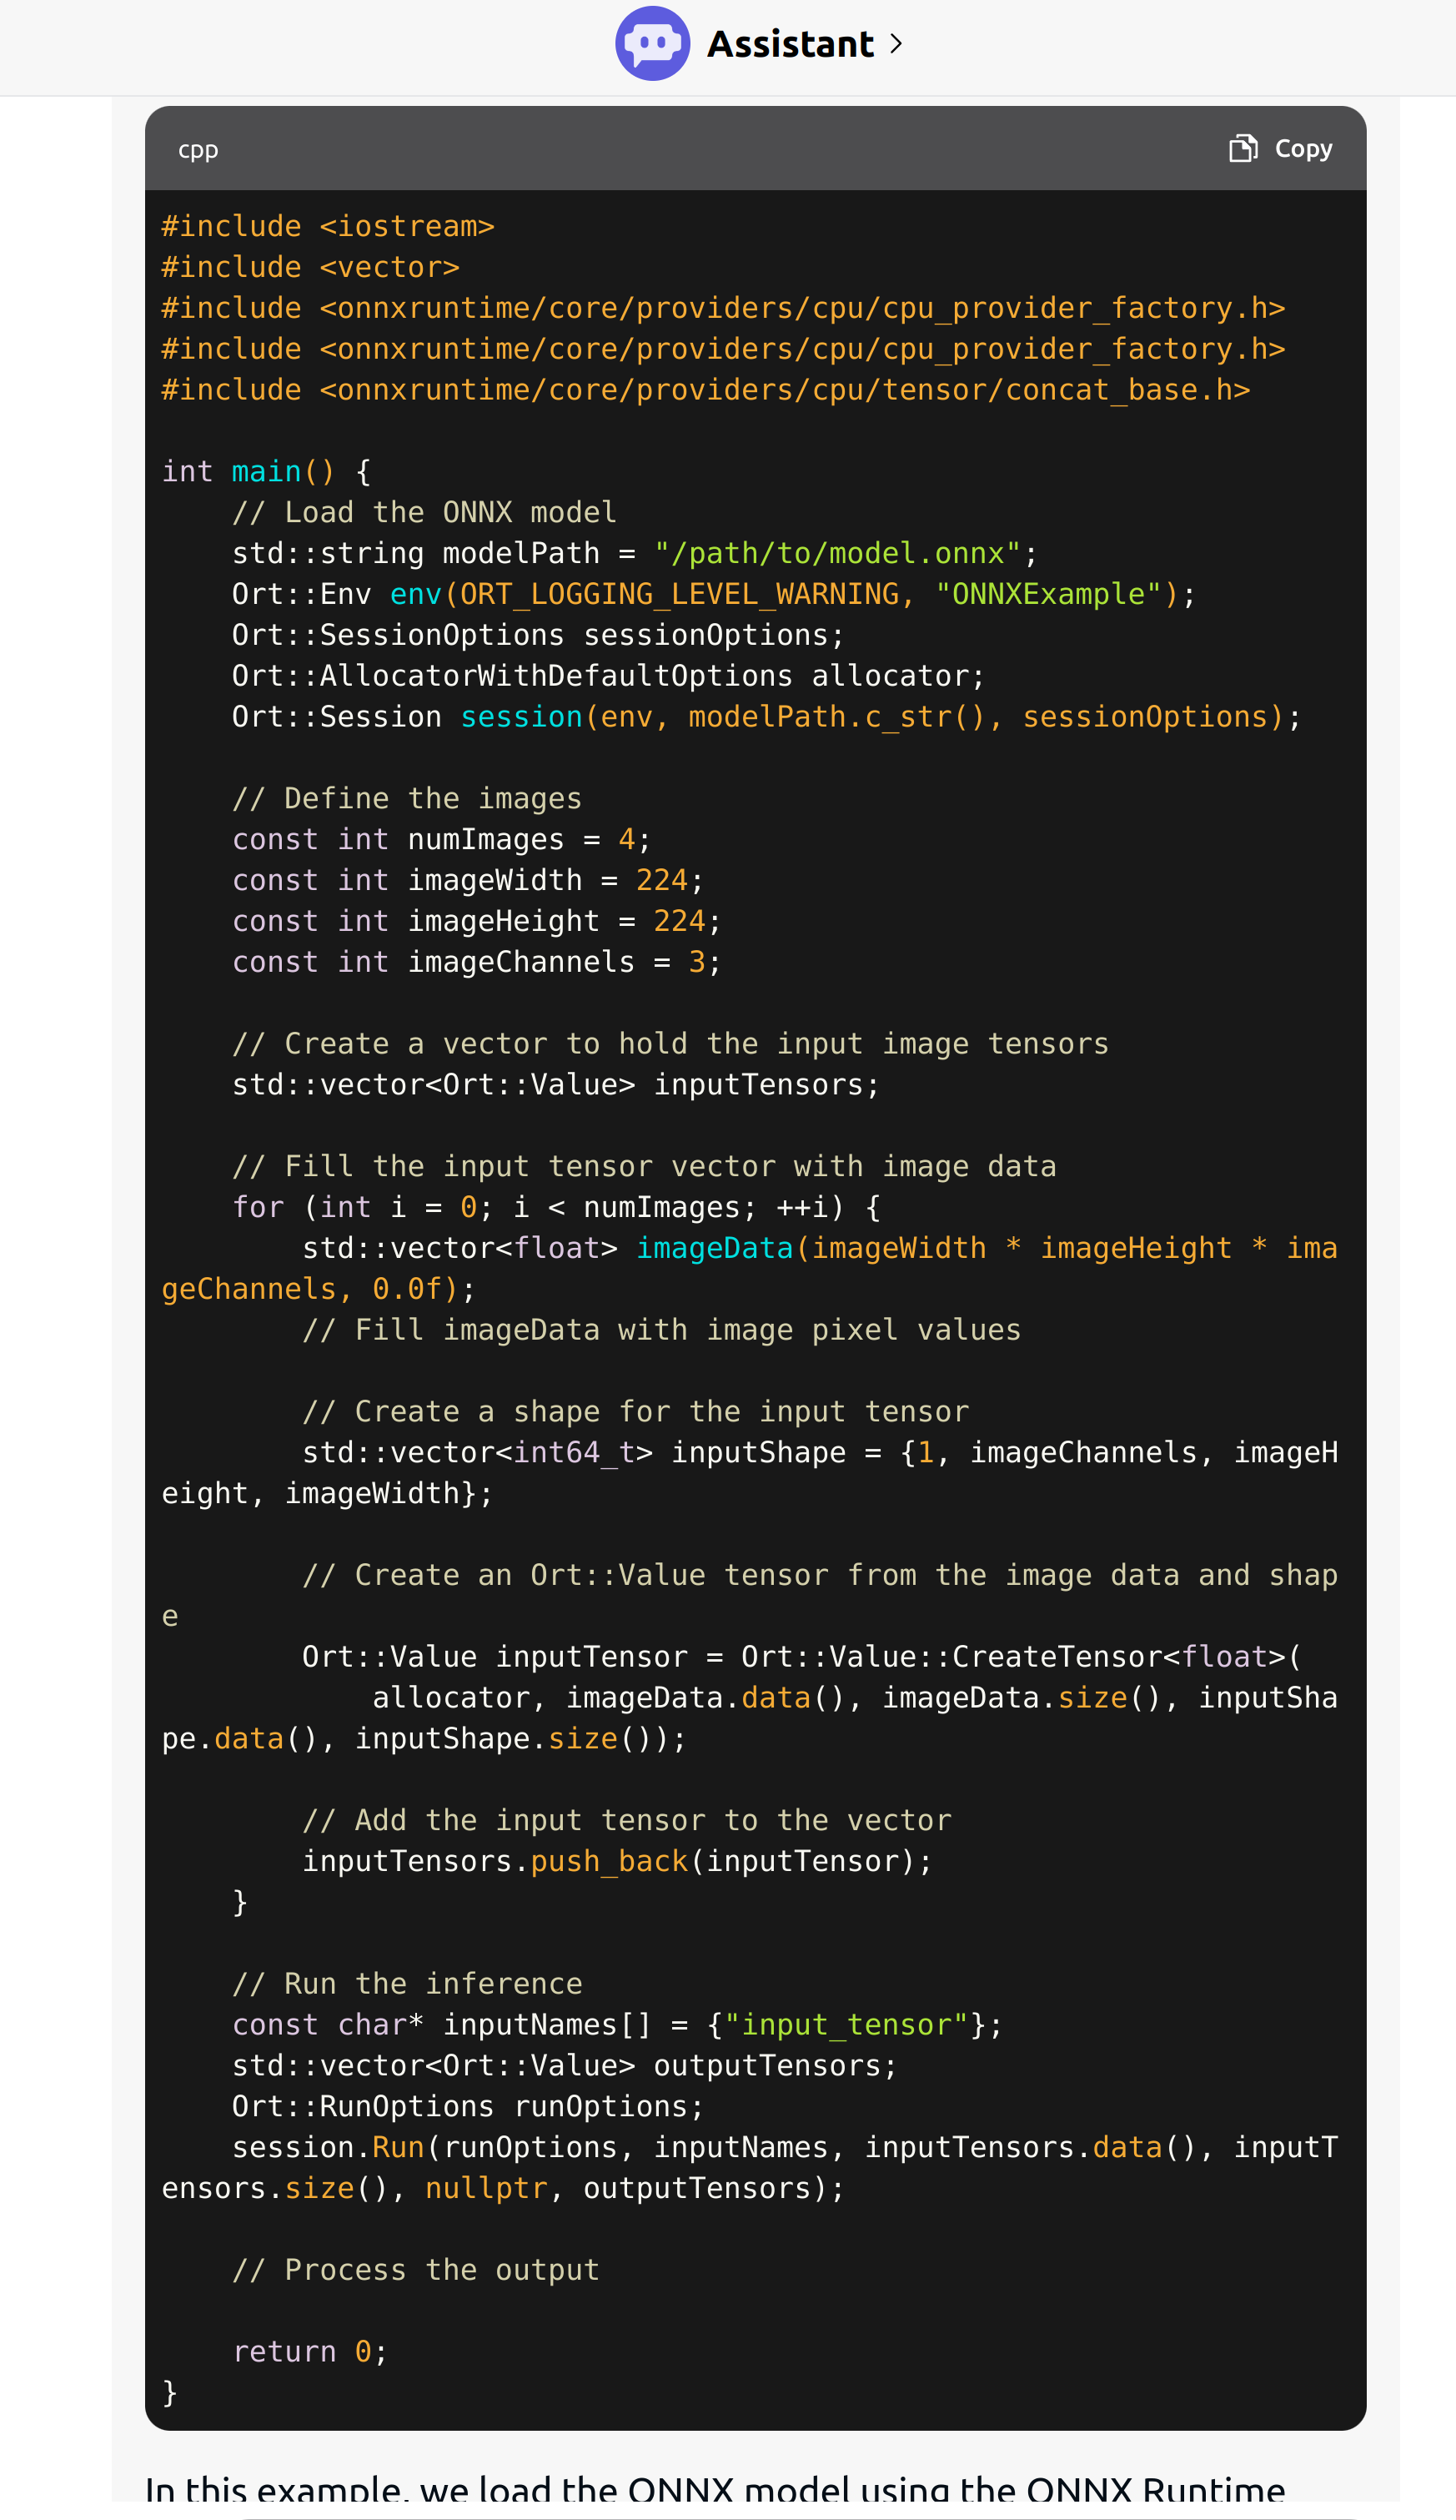 Assistant
cpp
Copy
#include <iostream>
#include <vector>
#include <onnxruntime/core/providers/cpu/cpu_provider_factory.h>
#include <onnxruntime/core/providers/cpu/cpu_provider_factory.h>
#include <onnxruntime/core/providers/cpu/tensor/concat_base.h>

int main() {
    // Load the ONNX model
    std::string modelPath = "/path/to/model.onnx";
    Ort::Env env(ORT_LOGGING_LEVEL_WARNING, "ONNXExample");
    Ort::SessionOptions sessionOptions;
    Ort::AllocatorWithDefaultOptions allocator;
    Ort::Session session(env, modelPath.c_str(), sessionOptions);

    // Define the images
    const int numImages = 4;
    const int imageWidth = 224;
    const int imageHeight = 224;
    const int imageChannels = 3;

    // Create a vector to hold the input image tensors
    std::vector<Ort::Value> inputTensors;

    // Fill the input tensor vector with image data
    for (int i = 0; i < numImages; ++i) {
        std::vector<float> imageData(imageWidth * imageHeight * ima
geChannels, 0.0f);
        // Fill imageData with image pixel values

        // Create a shape for the input tensor
        std::vector<int64_t> inputShape = {1, imageChannels, imageH
eight, imageWidth};

        // Create an Ort::Value tensor from the image data and shap
e
        Ort::Value inputTensor = Ort::Value::CreateTensor<float>(
            allocator, imageData.data(), imageData.size(), inputSha
pe.data(), inputShape.size());

        // Add the input tensor to the vector
        inputTensors.push_back(inputTensor);
    }

    // Run the inference
    const char* inputNames[] = {"input_tensor"};
    std::vector<Ort::Value> outputTensors;
    Ort::RunOptions runOptions;
    session.Run(runOptions, inputNames, inputTensors.data(), inputT
ensors.size(), nullptr, outputTensors);

    // Process the output

    return 0;
}
In this example, we load the ONNX model using the ONNX Runtime